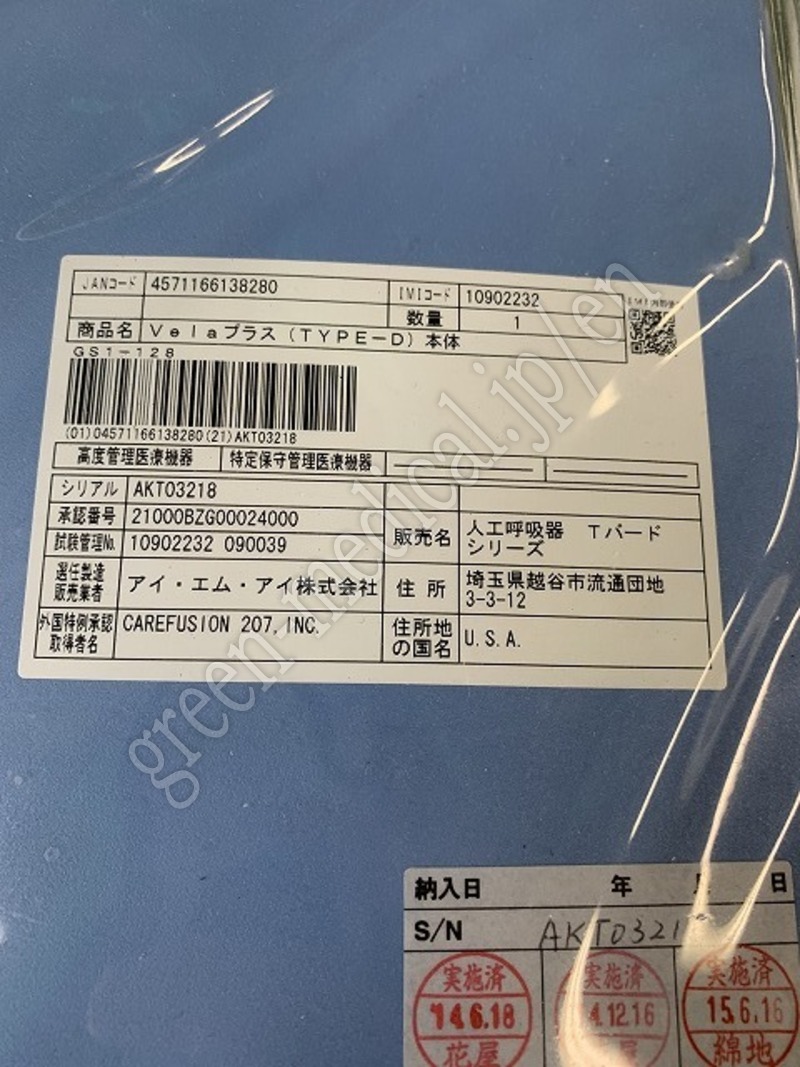 JANコード 4571166138280 IMIコード 10902232
数量 1
商品名 Velaプラス(TYPE-D)本体
GS1-128
(01)04571166138280(21)AKT03218
高度管理医療機器 特定保守管理医療機器
シリアル AKT03218
承認番号 21000BZG00024000 販売名 人工呼吸器 Tバード
シリーズ
試験管理No. 10902232 090039
選任製造
販売業者 アイ・エム・アイ株式会社 住所 埼玉県越谷市流通団地
3-3-12
外国特例承認
取得者名 CAREFUSION 207, INC. 住所地
の国名 U.S.A.
green-medical.jp/en
納入日 年 日
S/N AKT0321
実施済 実施済 実施済
'14.6.18 4.12.16 15.6.16
花屋 屋 綿地